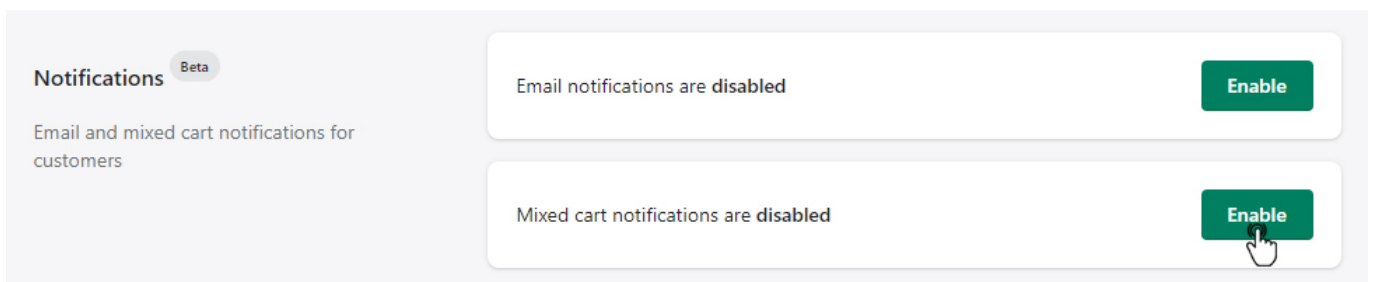 Notifications Beta
Email and mixed cart notifications for
customers
Email notifications are disabled
Enable
Mixed cart notifications are disabled
Enable